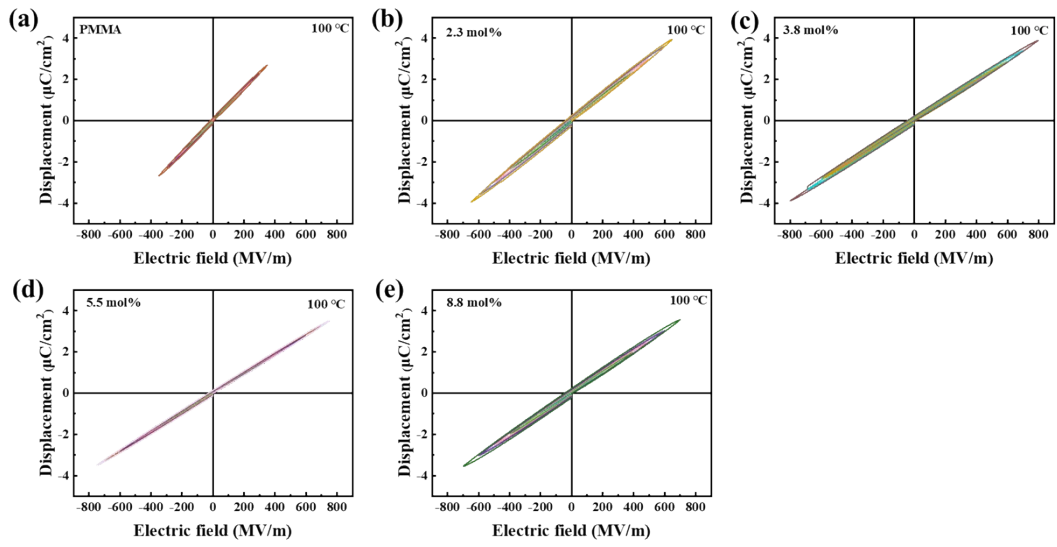 (a)
PMMA
100 °C
4
2
0
-2
-4
-800 -600 -400 -200 0 200 400 600 800
Displacement (μC/cm²)
Electric field (MV/m)
(b)
2.3 mol%
100 °C
4
2
0
-2
-4
-800 -600 -400 -200 0 200 400 600 800
Displacement (μC/cm²)
Electric field (MV/m)
(c)
3.8 mol%
100 °C
4
2
0
-2
-4
-800 -600 -400 -200 0 200 400 600 800
Displacement (μC/cm²)
Electric field (MV/m)
(d)
5.5 mol%
100 °C
4
2
0
-2
-4
-800 -600 -400 -200 0 200 400 600 800
Displacement (μC/cm²)
Electric field (MV/m)
(e)
8.8 mol%
100 °C
4
2
0
-2
-4
-800 -600 -400 -200 0 200 400 600 800
Displacement (μC/cm²)
Electric field (MV/m)